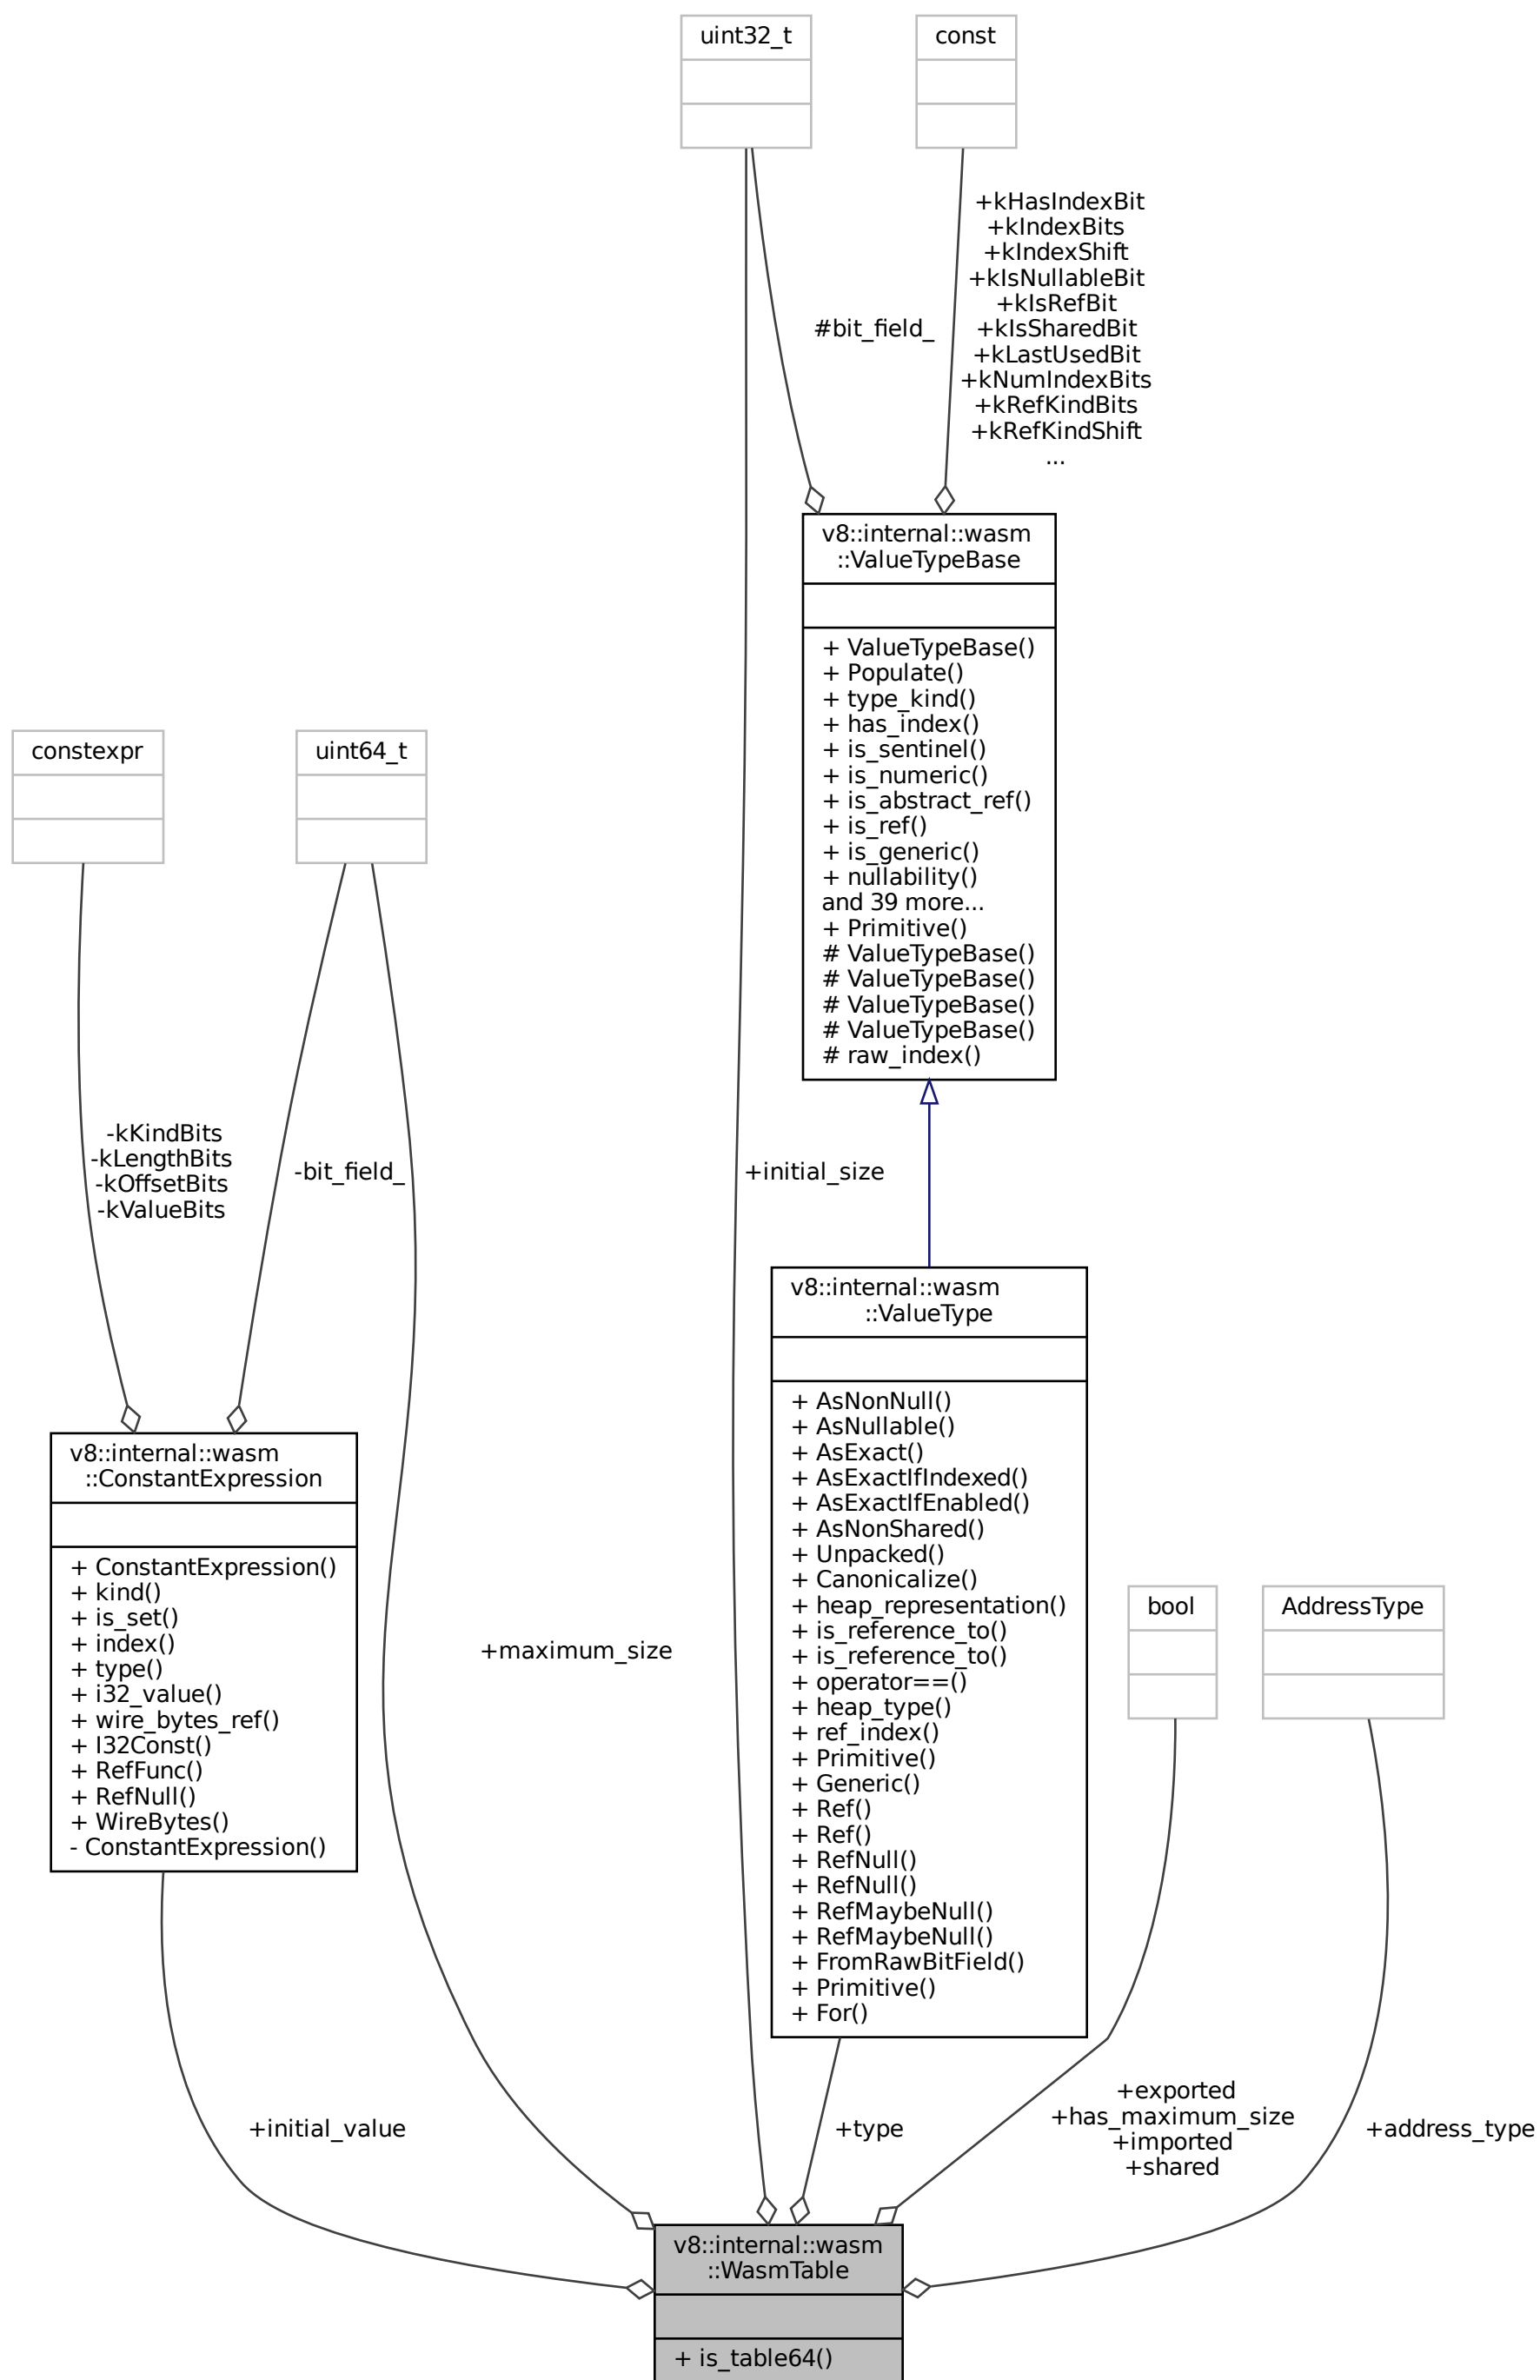 uint32_t
const
+kHasIndexBit
+kIndexBits
+kIndexShift
+kIsNullableBit
+kIsRefBit
+kIsSharedBit
+kLastUsedBit
+kNumIndexBits
+kRefKindBits
+kRefKindShift
...
#bit_field_
v8::internal::wasm
::ValueTypeBase
+ ValueTypeBase()
+ Populate()
+ type_kind()
+ has_index()
+ is_sentinel()
+ is_numeric()
+ is_abstract_ref()
+ is_ref()
+ is_generic()
+ nullability()
and 39 more...
+ Primitive()
# ValueTypeBase()
# ValueTypeBase()
# ValueTypeBase()
# ValueTypeBase()
# raw_index()
constexpr
uint64_t
-kKindBits
-kLengthBits
-kOffsetBits
-kValueBits
-bit_field_
+initial_size
v8::internal::wasm
::ValueType
+ AsNonNull()
+ AsNullable()
+ AsExact()
+ AsExactIfIndexed()
+ AsExactIfEnabled()
+ AsNonShared()
+ Unpacked()
+ Canonicalize()
+ heap_representation()
+ is_reference_to()
+ is_reference_to()
+ operator==()
+ heap_type()
+ ref_index()
+ Primitive()
+ Generic()
+ Ref()
+ Ref()
+ RefNull()
+ RefNull()
+ RefMaybeNull()
+ RefMaybeNull()
+ FromRawBitField()
+ Primitive()
+ For()
v8::internal::wasm
::ConstantExpression
+ ConstantExpression()
+ kind()
+ is_set()
+ index()
+ type()
+ i32_value()
+ wire_bytes_ref()
+ I32Const()
+ RefFunc()
+ RefNull()
+ WireBytes()
- ConstantExpression()
+maximum_size
bool
AddressType
+initial_value
+type
+exported
+has_maximum_size
+imported
+shared
+address_type
v8::internal::wasm
::WasmTable
+ is_table64()